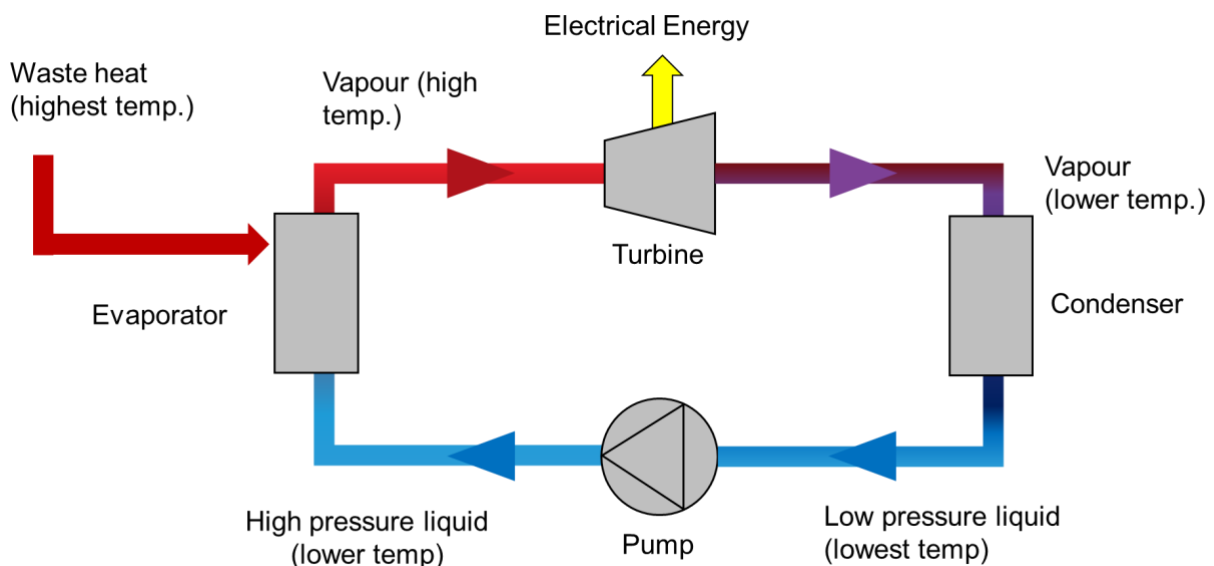 Electrical Energy
Waste heat
(highest temp.)
Vapour (high
temp.)
Vapour
(lower temp.)
Turbine
Evaporator
Condenser
High pressure liquid
(lower temp)
Pump
Low pressure liquid
(lowest temp)